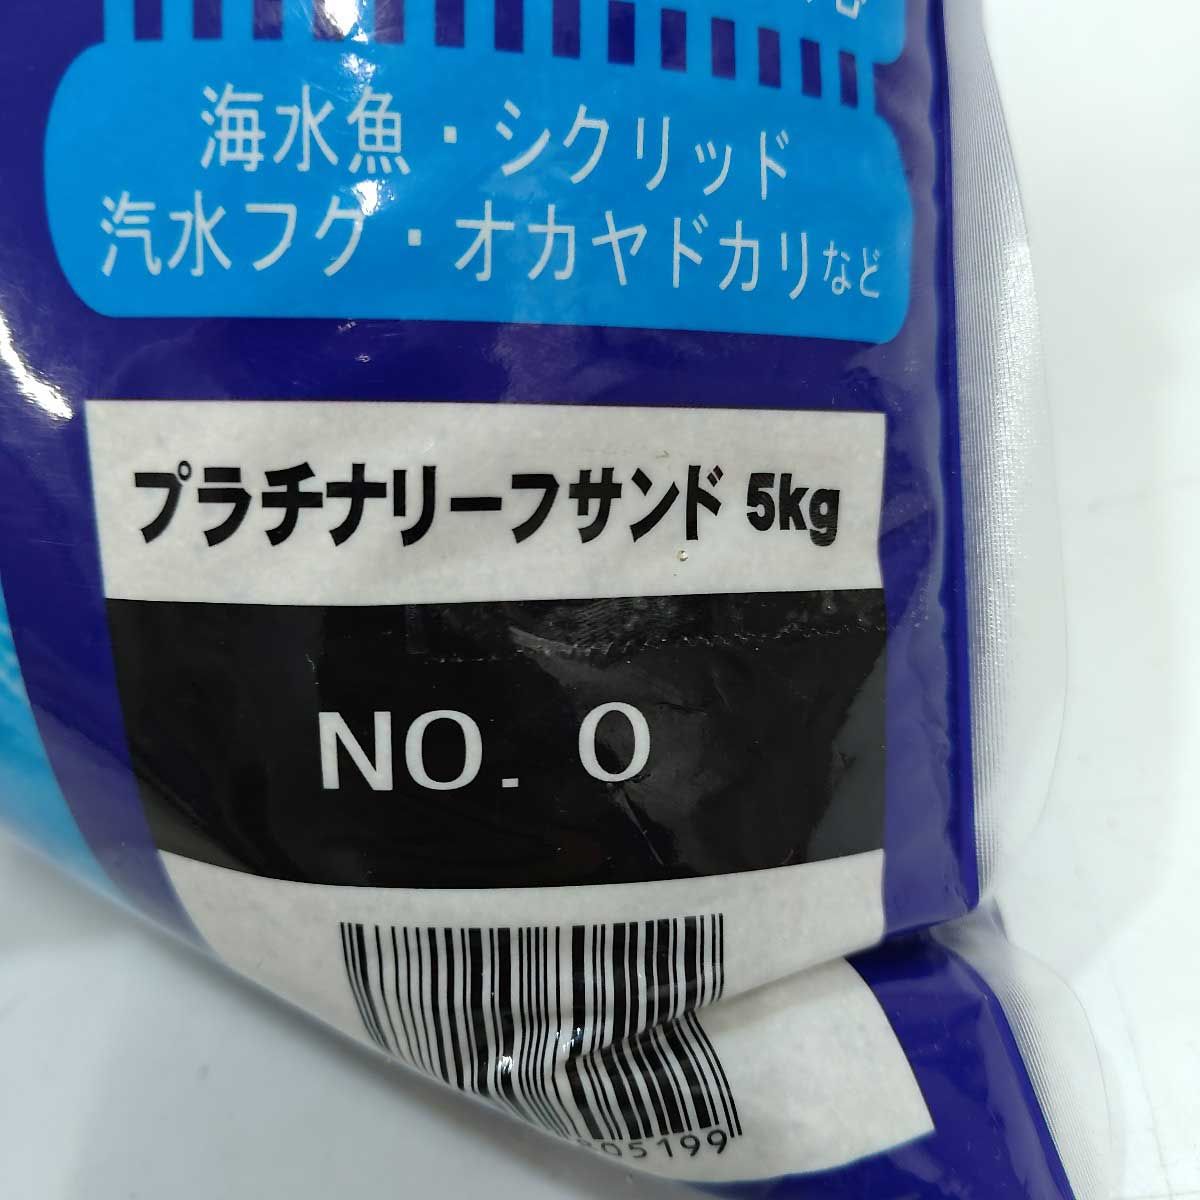 海水魚・シクリッド
汽水フグ・オカヤドカリなど
プラチナリーフサンド 5kg
NO. 0
05199